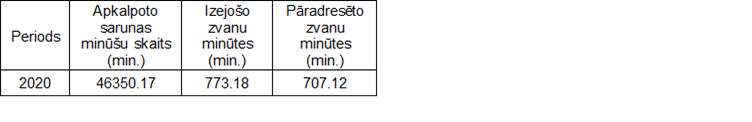 Periods
Apkalpoto
sarunas
minūšu skaits
(min.)
Izejošo
zvanu
minūtes
(min.)
Pāradresēto
zvanu
minūtes
(min.)
2020 46350.17 773.18 707.12